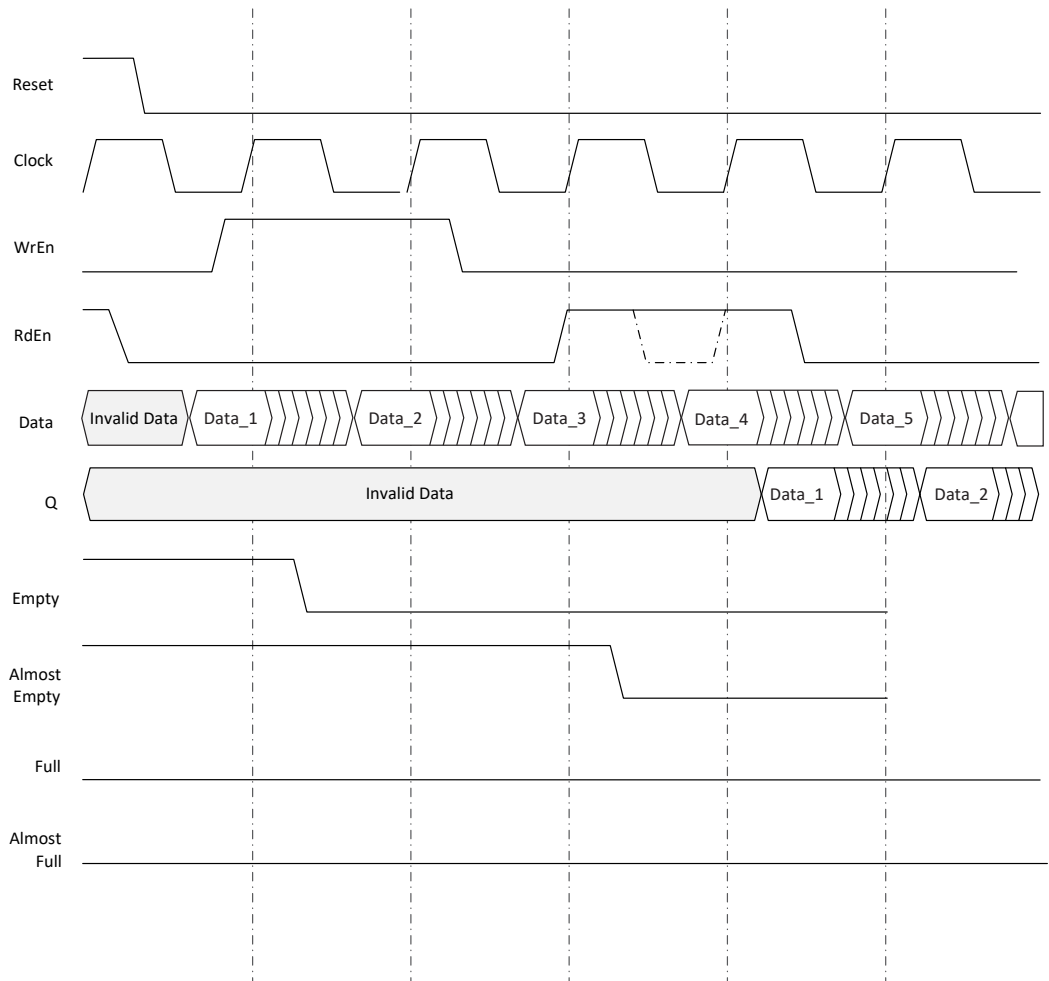 Reset
Clock
WrEn
RdEn
Data
Invalid Data
Data_1
Data_2
Data_3
Data_4
Data_5
Q
Invalid Data
Data_1
Data_2
Empty
Almost
Empty
Full
Almost
Full